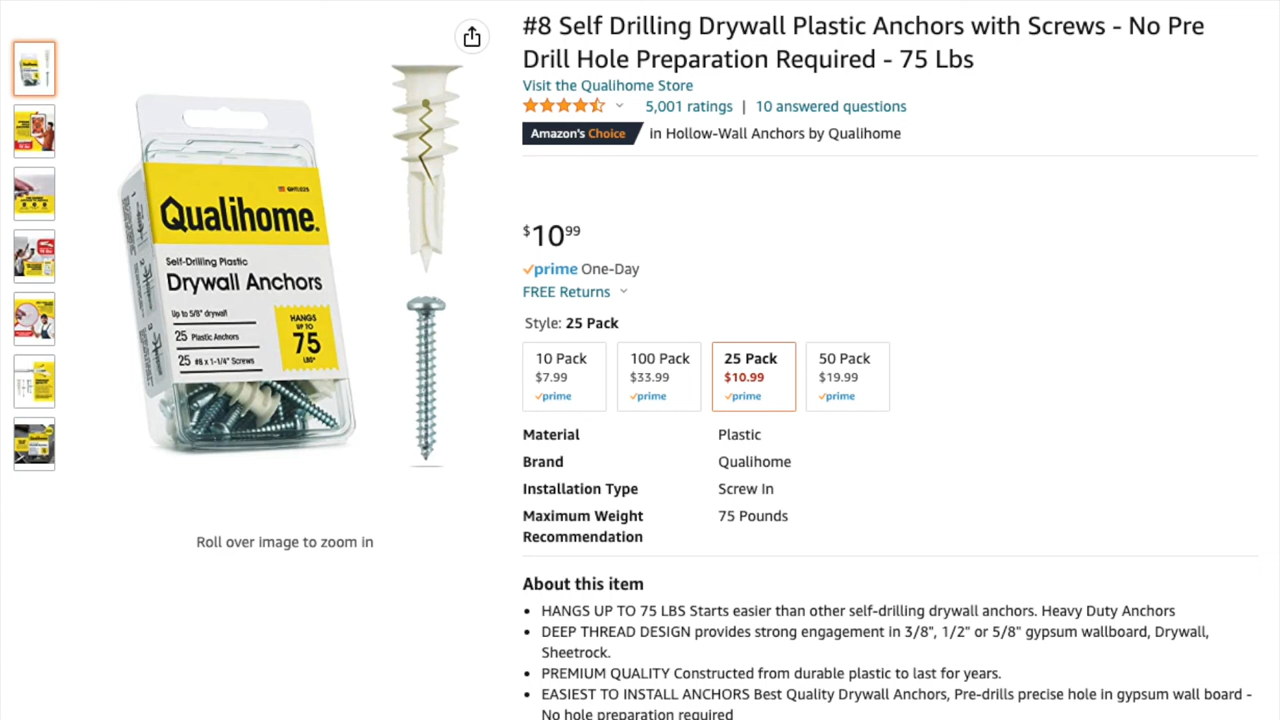 #8 Self Drilling Drywall Plastic Anchors with Screws - No Pre
Drill Hole Preparation Required - 75 Lbs
Visit the Qualihome Store
5,001 ratings | 10 answered questions
Amazon's Choice in Hollow-Wall Anchors by Qualihome
$10⁹⁹
prime One-Day
FREE Returns
Style: 25 Pack
10 Pack 100 Pack 25 Pack 50 Pack
$7.99 $33.99 $10.99 $19.99
prime prime prime prime
Material Plastic
Brand Qualihome
Installation Type Screw In
Maximum Weight 75 Pounds
Recommendation
About this item
• HANGS UP TO 75 LBS Starts easier than other self-drilling drywall anchors. Heavy Duty Anchors
• DEEP THREAD DESIGN provides strong engagement in 3/8", 1/2" or 5/8" gypsum wallboard, Drywall,
Sheetrock.
• PREMIUM QUALITY Constructed from durable plastic to last for years.
• EASIEST TO INSTALL ANCHORS Best Quality Drywall Anchors, Pre-drills precise hole in gypsum wall board -
No hole preparation required
Qualihome.
Self-Drilling Plastic
Drywall Anchors
Up to 5/8" drywall
25 Plastic Anchors
25 #8 x 1-1/4" Screws
HANGS
UP TO
75
LBS*
Roll over image to zoom in